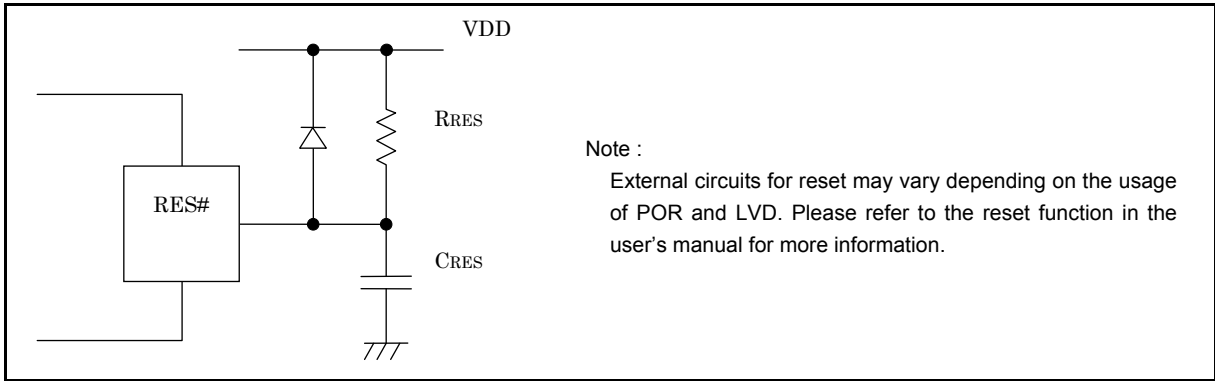 VDD
RRES
RES#
CRES
Note :
External circuits for reset may vary depending on the usage
of POR and LVD. Please refer to the reset function in the
user's manual for more information.